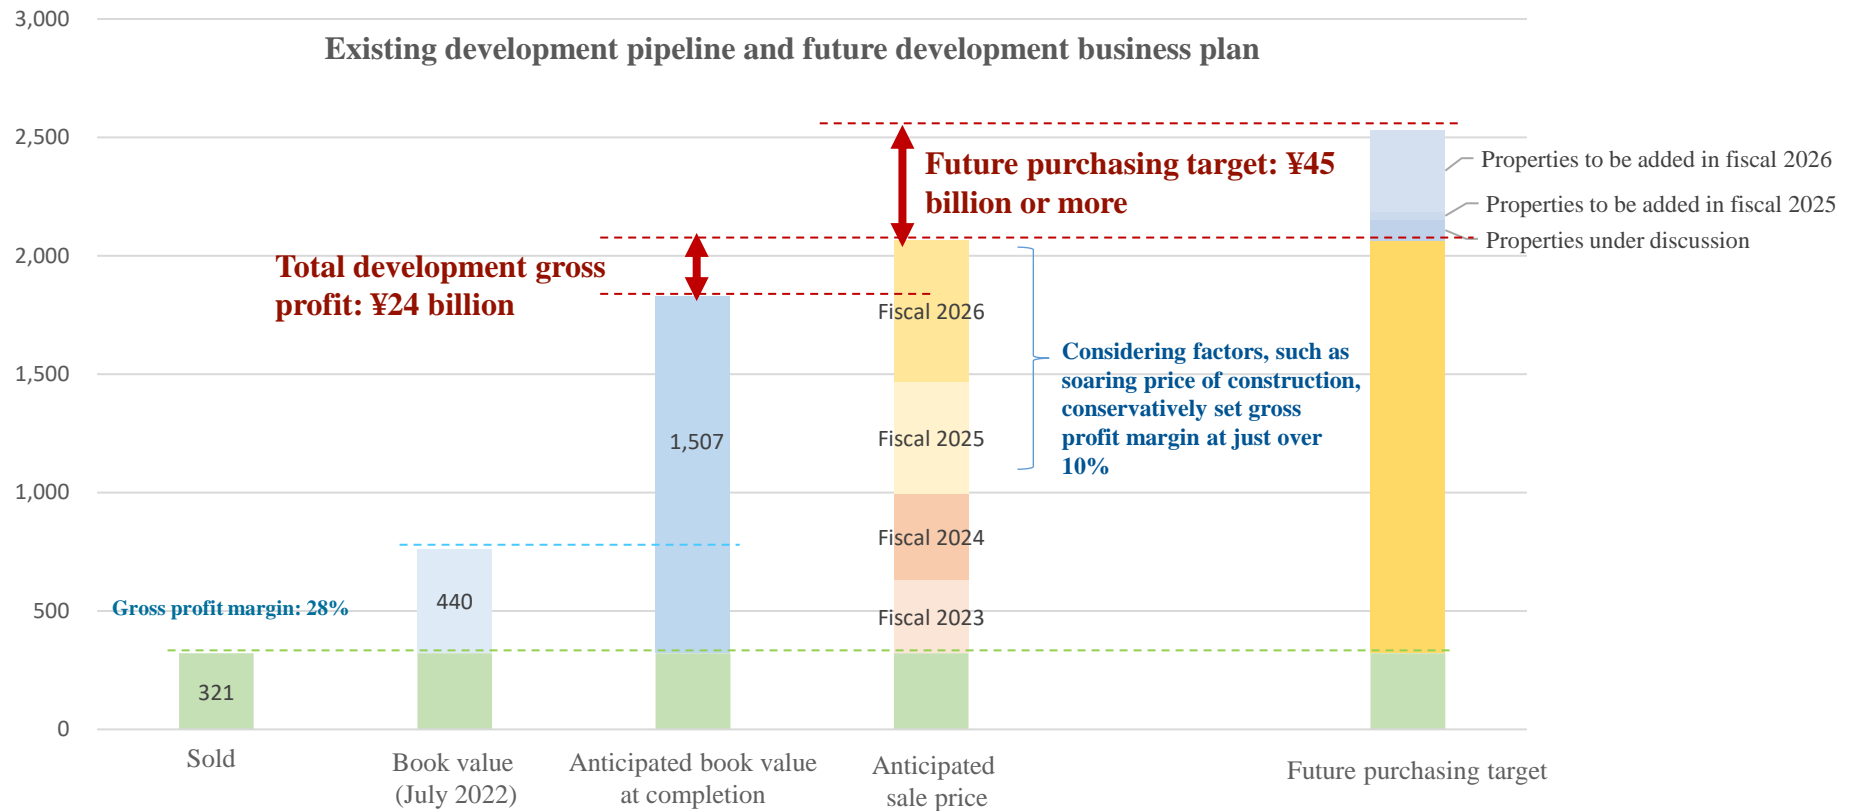 Existing development pipeline and future development business plan
3,000
2,500
2,000
1,500
1,000
500
0
Total development gross
profit: ¥24 billion
Future purchasing target: ¥45
billion or more
Properties to be added in fiscal 2026
Properties to be added in fiscal 2025
Properties under discussion
Considering factors, such as
soaring price of construction,
conservatively set gross
profit margin at just over
10%
Gross profit margin: 28%
321
440
1,507
Fiscal 2026
Fiscal 2025
Fiscal 2024
Fiscal 2023
Sold
Book value
(July 2022)
Anticipated book value
at completion
Anticipated
sale price
Future purchasing target